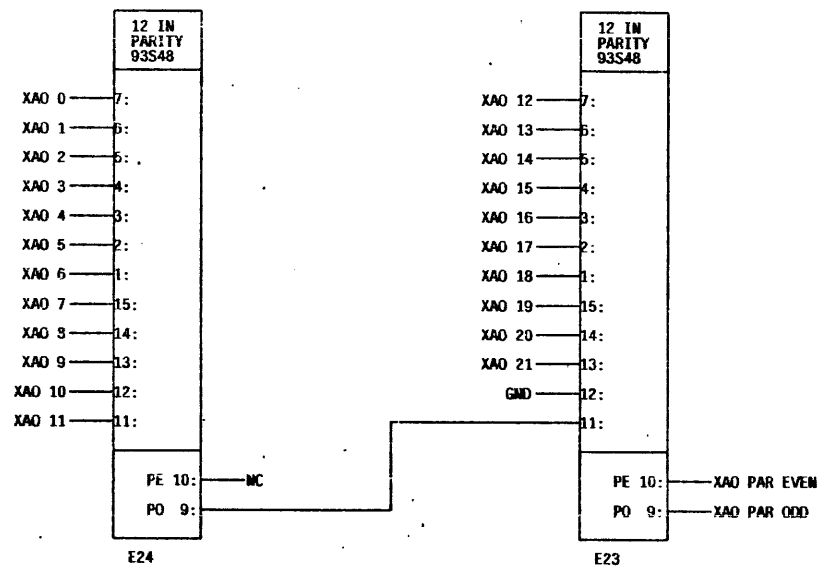 12 IN
PARITY
93S48
XAO 0 7:
XAO 1 6:
XAO 2 5:
XAO 3 4:
XAO 4 3:
XAO 5 2:
XAO 6 1:
XAO 7 15:
XAO 8 14:
XAO 9 13:
XAO 10 12:
XAO 11 11:
PE 10: NC
PO 9:
E24
12 IN
PARITY
93S48
XAO 12 7:
XAO 13 6:
XAO 14 5:
XAO 15 4:
XAO 16 3:
XAO 17 2:
XAO 18 1:
XAO 19 15:
XAO 20 14:
XAO 21 13:
GND 12:
11:
PE 10: XAO PAR EVEN
PO 9: XAO PAR ODD
E23